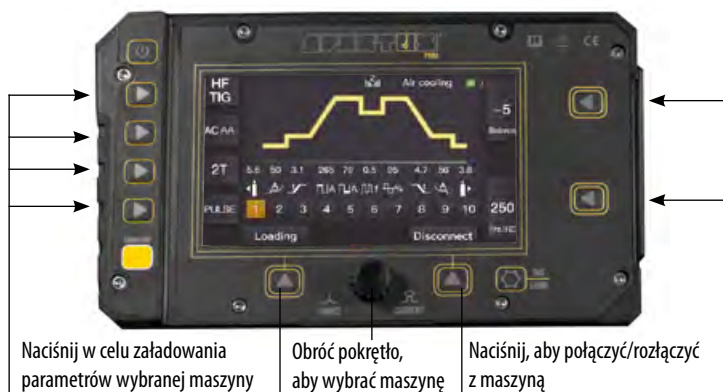 HF TIG
Air cooling
-5
Balance
AC AA
2T
5.6 50 3.1 265 70 0.5 25 4.7 56 3.8
PULSE
1 2 3 4 5 6 7 8 9 10
250
Loading
Disconnect
CE
Naciśnij w celu załadowania
parametrów wybranej maszyny
Obróć pokrętło,
aby wybrać maszynę
Naciśnij, aby połączyć/rozłączyć
z maszyną